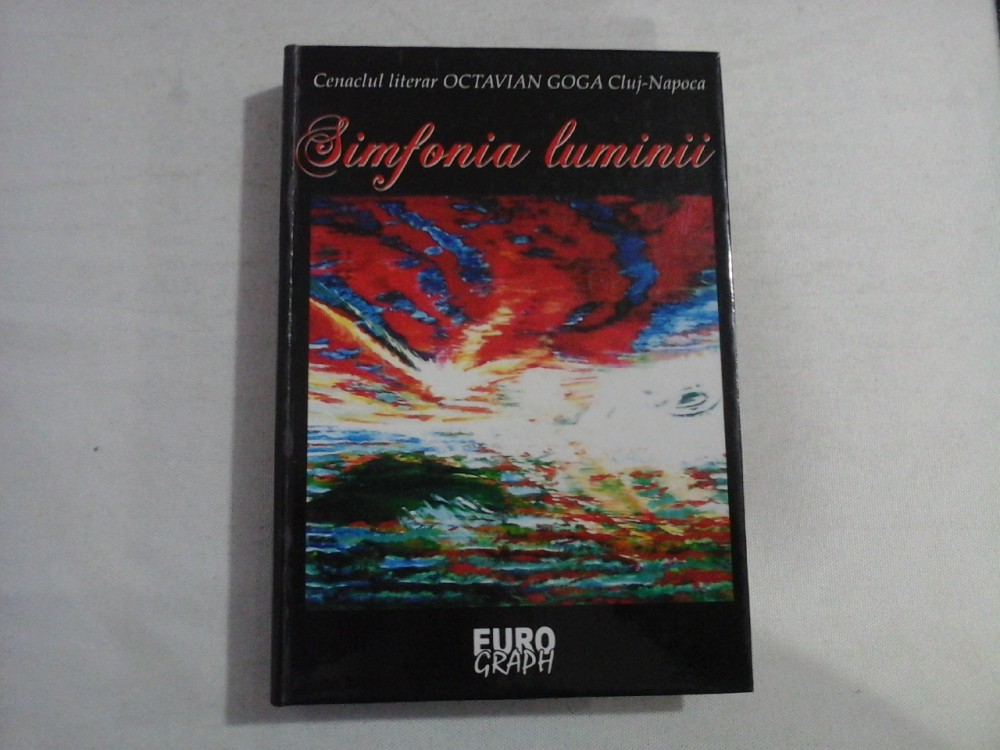 Cenaclul literar OCTAVIAN GOGA Cluj-Napoca
Simfonia luminii
EURO
GRAPH